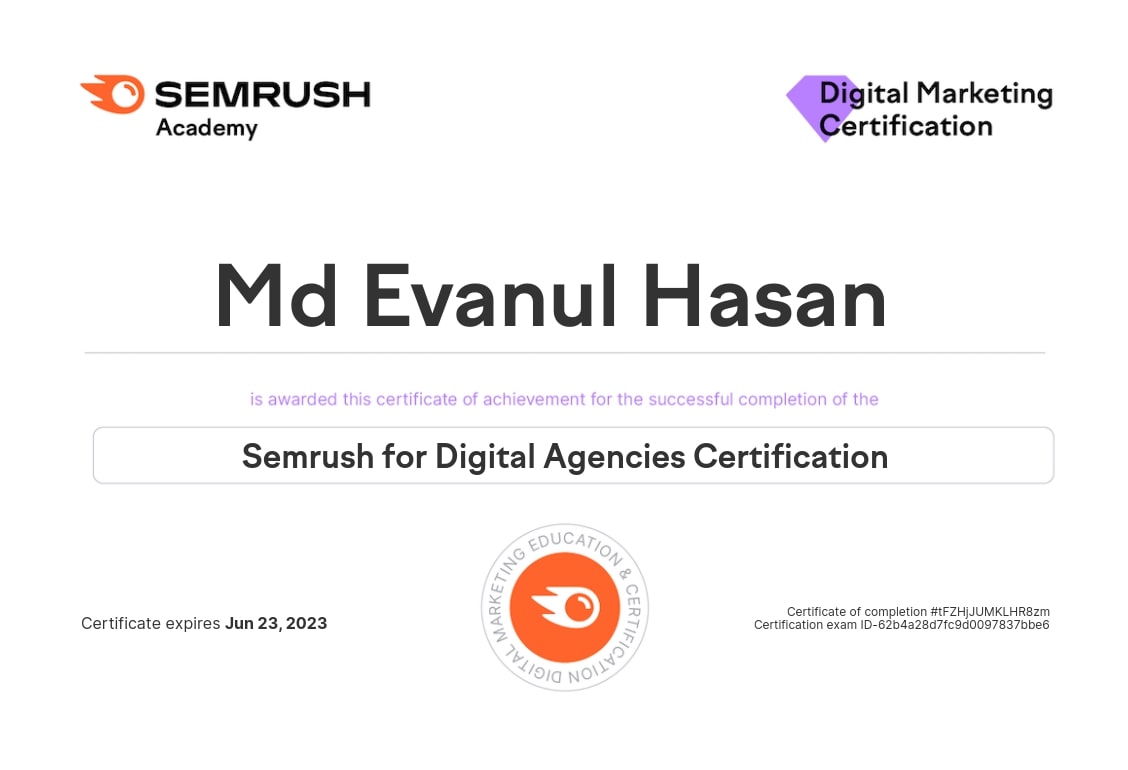 SEMRUSH
Academy
Digital Marketing
Certification
Md Evanul Hasan
is awarded this certificate of achievement for the successful completion of the
Semrush for Digital Agencies Certification
DIGITAL MARKETING EDUCATION & CERTIFICATION
Certificate expires Jun 23, 2023
Certificate of completion #tFZHjJUMKLHR8zm
Certification exam ID-62b4a28d7fc9d0097837bbe6